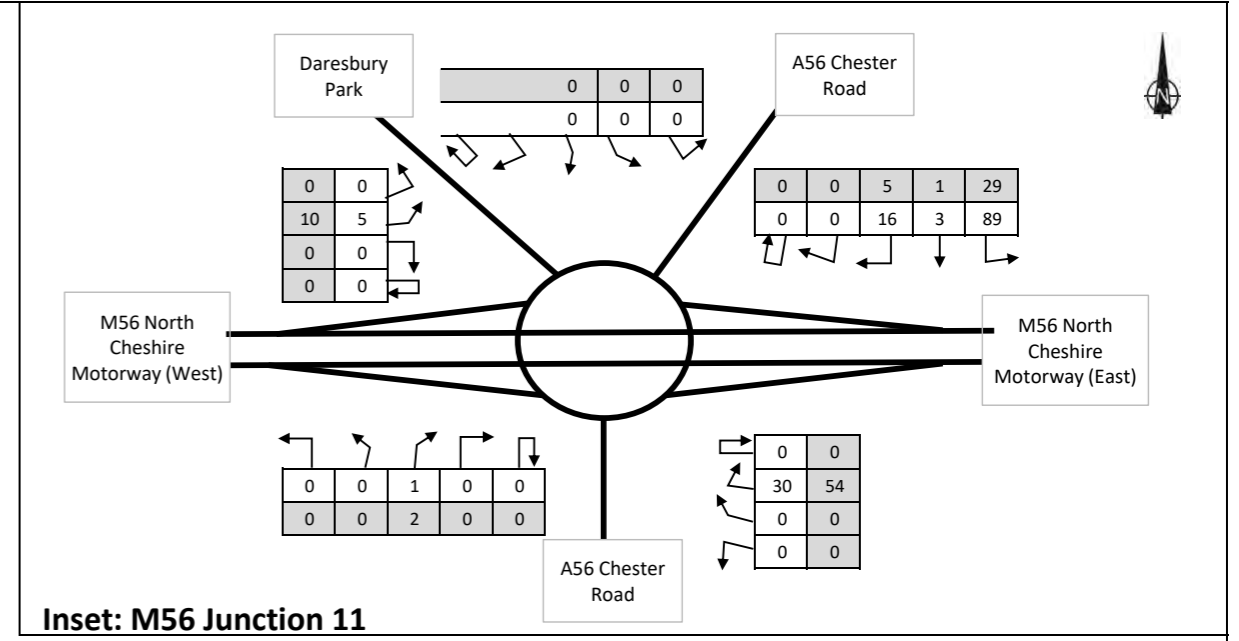 Daresbury
Park
A56 Chester
Road
N
0 0 0
0 0 0
0 0
10 5
0 0
0 0
0 0 5 1 29
0 0 16 3 89
M56 North
Cheshire
Motorway (West)
M56 North
Cheshire
Motorway (East)
0 0 1 0 0
0 0 2 0 0
0 0
30 54
0 0
0 0
A56 Chester
Road
Inset: M56 Junction 11